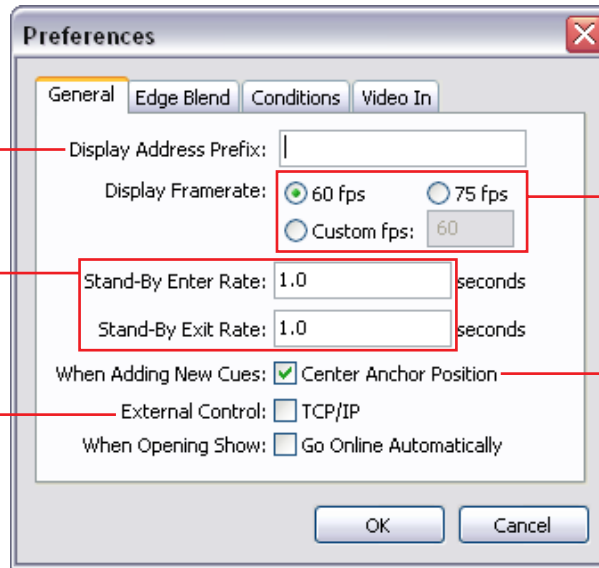 Preferences
General Edge Blend Conditions Video In
Display Address Prefix:
Display Framerate: 60 fps 75 fps
Custom fps: 60
Stand-By Enter Rate: 1.0 seconds
Stand-By Exit Rate: 1.0 seconds
When Adding New Cues: Center Anchor Position
External Control: TCP/IP
When Opening Show: Go Online Automatically
OK Cancel